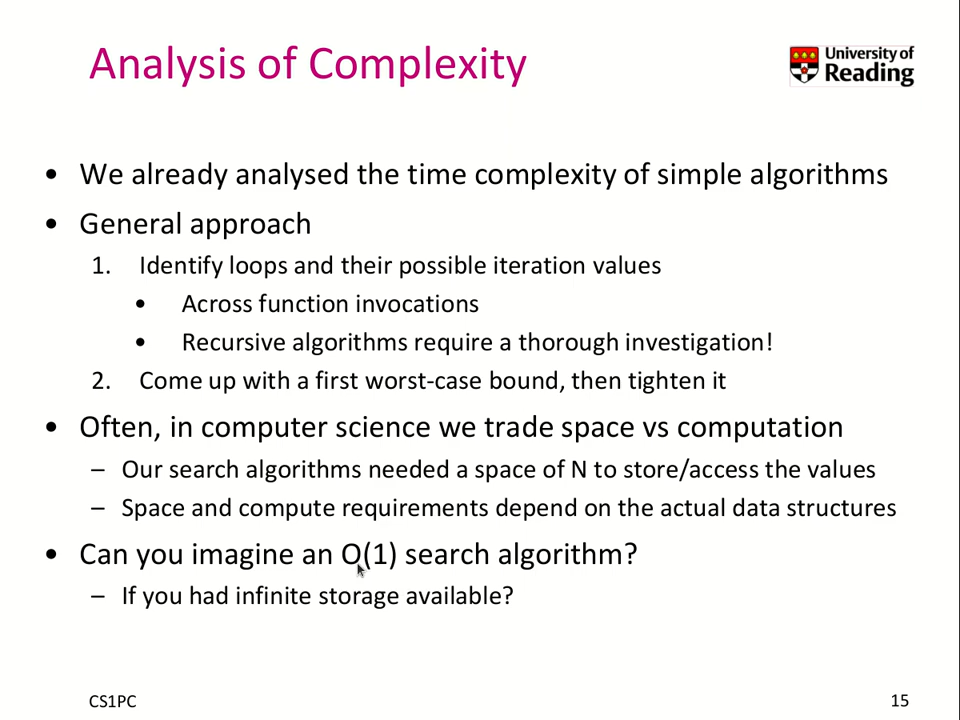 Analysis of Complexity
University of
Reading
• We already analysed the time complexity of simple algorithms
• General approach
1. Identify loops and their possible iteration values
• Across function invocations
• Recursive algorithms require a thorough investigation!
2. Come up with a first worst-case bound, then tighten it
• Often, in computer science we trade space vs computation
– Our search algorithms needed a space of N to store/access the values
– Space and compute requirements depend on the actual data structures
• Can you imagine an O(1) search algorithm?
– If you had infinite storage available?
CS1PC
15